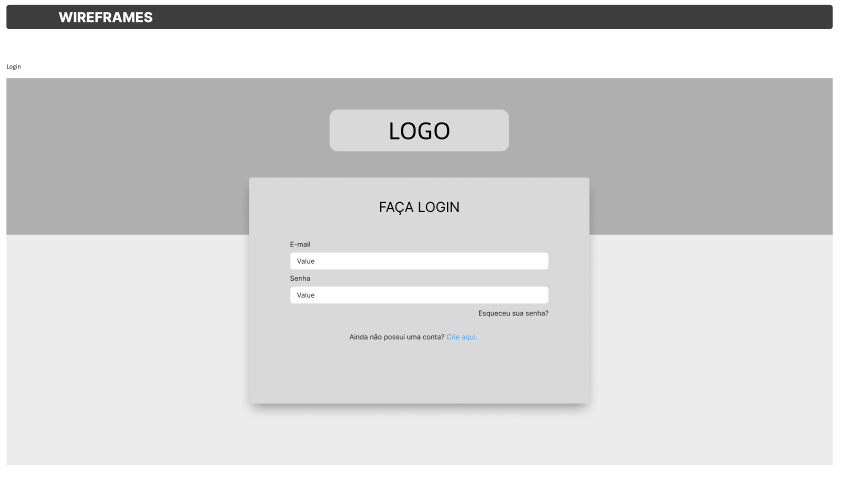 WIREFRAMES
Login
LOGO
FAÇA LOGIN
E-mail
Value
Senha
Value
Esqueceu sua senha?
Ainda não possui uma conta? Crie aqui.